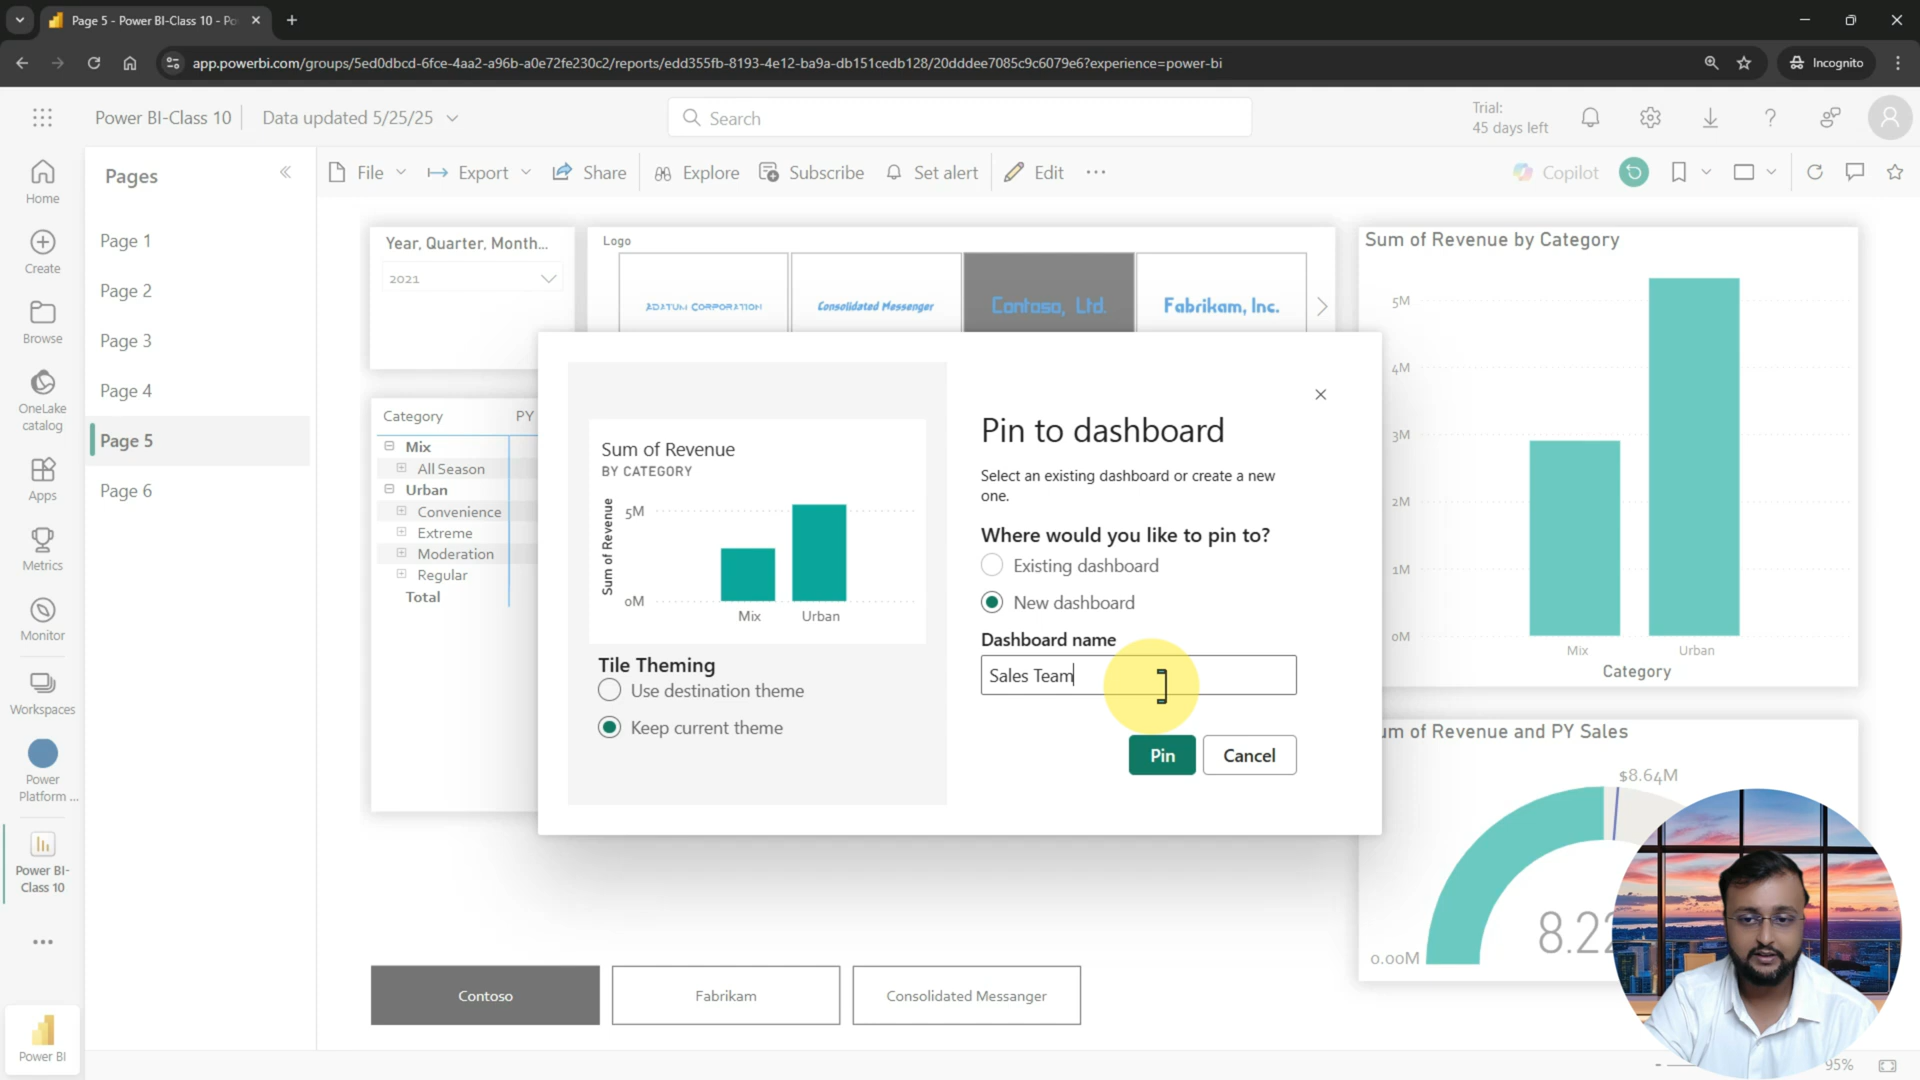 Page 5 - Power BI-Class 10 - Po
app.powerbi.com/groups/5ed0dbcd-6fce-4aa2-a96b-a0e72fe230c2/reports/edd355fb-8193-4e12-ba9a-db151cedb128/20dddee7085c9c6079e6?experience=power-bi
Incognito
Power BI-Class 10
Data updated 5/25/25
Search
Trial:
45 days left
Home
Create
Browse
OneLake
catalog
Apps
Metrics
Monitor
Workspaces
Power
Platform ...
Power BI-
Class 10
Power BI
Pages
Page 1
Page 2
Page 3
Page 4
Page 5
Page 6
File
Export
Share
Explore
Subscribe
Set alert
Edit
Copilot
Year, Quarter, Month...
2021
Logo
ADATUM CORPORATION
Consolidated Messenger
Contoso, Ltd.
Fabrikam, Inc.
Category
PY
Mix
All Season
Urban
Convenience
Extreme
Moderation
Regular
Total
Sum of Revenue
BY CATEGORY
Sum of Revenue
5M
0M
Mix
Urban
Tile Theming
Use destination theme
Keep current theme
Pin to dashboard
Select an existing dashboard or create a new
one.
Where would you like to pin to?
Existing dashboard
New dashboard
Dashboard name
Sales Team
Pin
Cancel
Sum of Revenue by Category
5M
4M
3M
2M
1M
0M
Mix
Urban
Category
um of Revenue and PY Sales
$8.64M
0.00M
8.22
Contoso
Fabrikam
Consolidated Messanger
95%